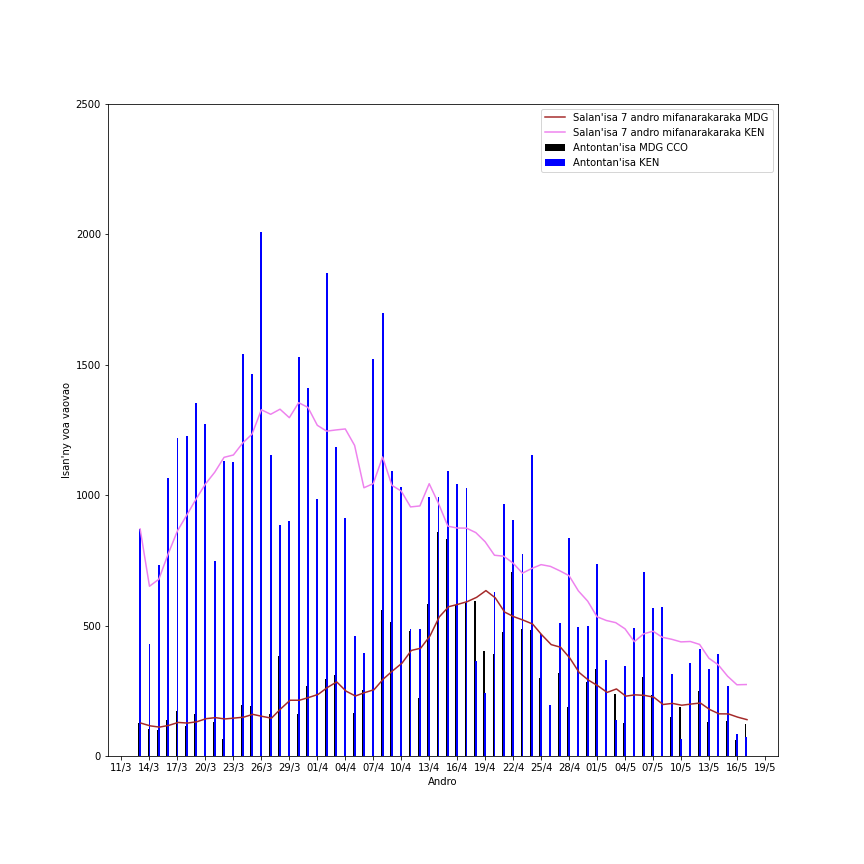 2500
2000
1500
1000
500
0
Isan'ny voa vaovao
Salan'isa 7 andro mifanarakaraka MDG
Salan'isa 7 andro mifanarakaraka KEN
Antontan'isa MDG CCO
Antontan'isa KEN
11/3 14/3 17/3 20/3 23/3 26/3 29/3 01/4 04/4 07/4 10/4 13/4 16/4 19/4 22/4 25/4 28/4 01/5 04/5 07/5 10/5 13/5 16/5 19/5
Andro